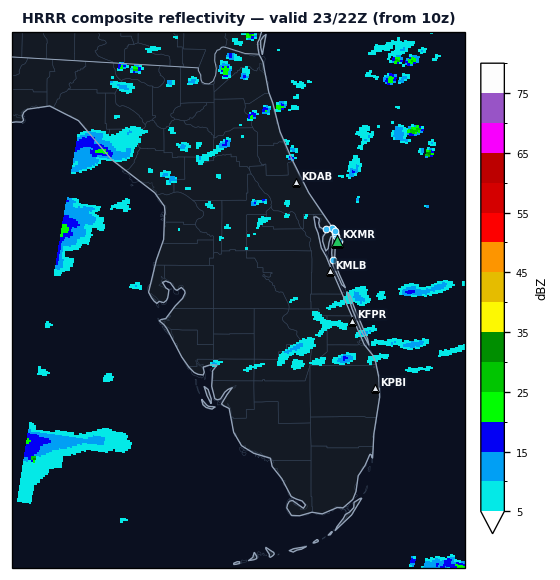 HRRR composite reflectivity — valid 23/22Z (from 10z)
KDAB
KXMR
KMLB
KFPR
KPBI
75
65
55
45
35
25
15
5
dBZ